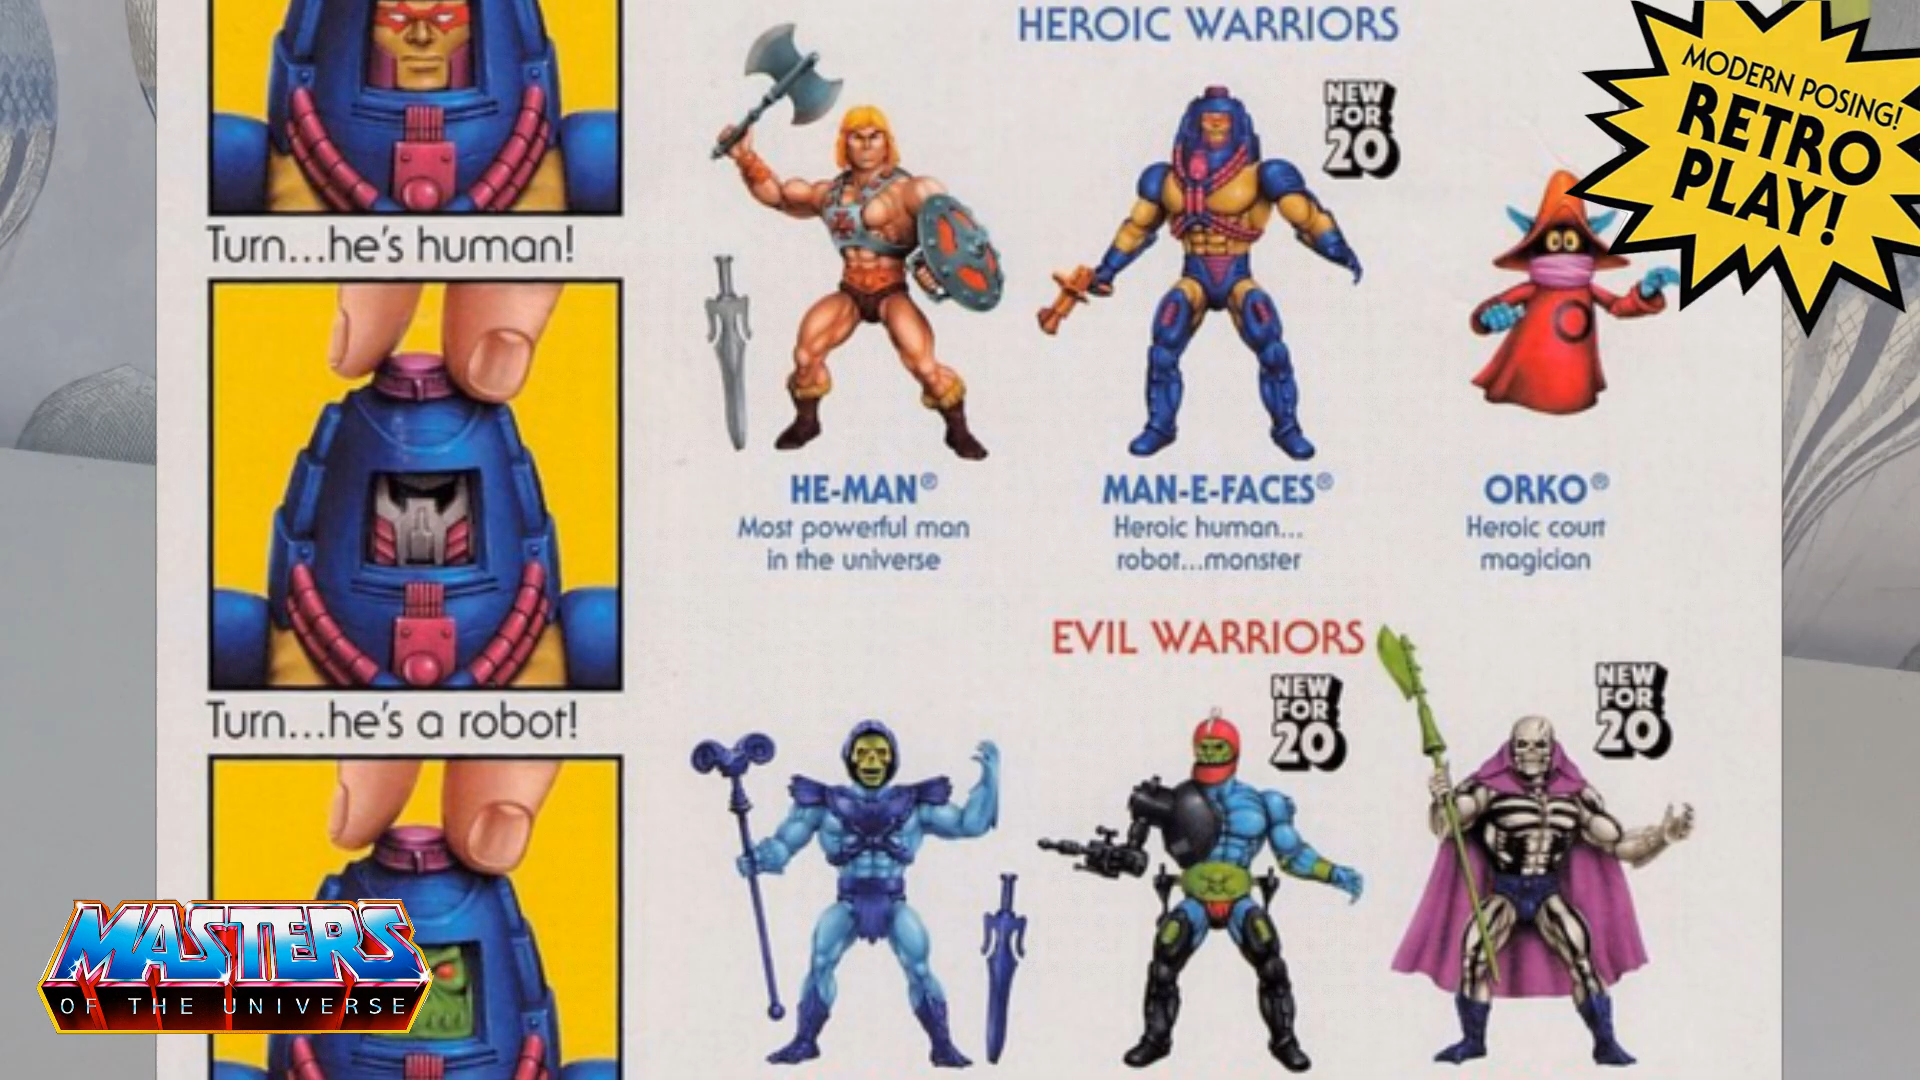 HEROIC WARRIORS
MODERN POSING!
RETRO
PLAY!
NEW
FOR
20
Turn...he's human!
HE-MAN®
Most powerful man
in the universe
MAN-E-FACES®
Heroic human...
robot...monster
ORKO®
Heroic court
magician
Turn...he's a robot!
EVIL WARRIORS
NEW
FOR
20
NEW
FOR
20
MASTERS
OF THE UNIVERSE